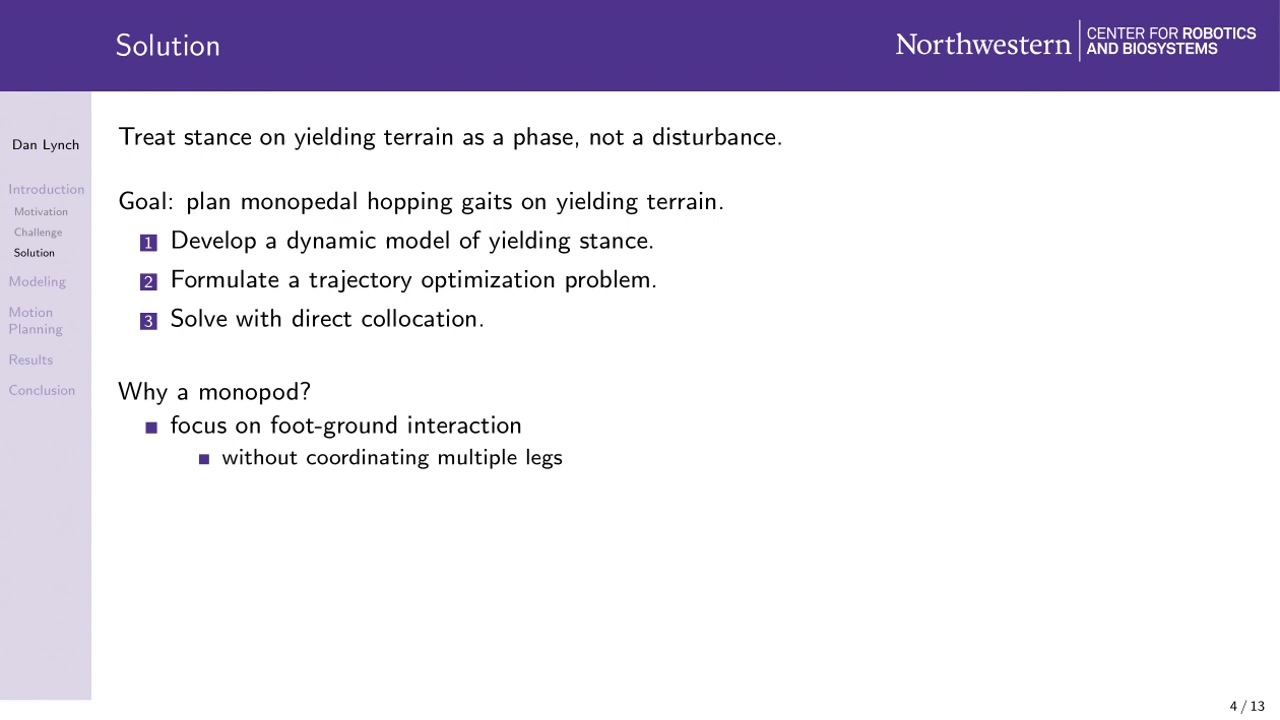 Solution
Northwestern
CENTER FOR ROBOTICS
AND BIOSYSTEMS
Dan Lynch
Introduction
Motivation
Challenge
Solution
Modeling
Motion
Planning
Results
Conclusion
Treat stance on yielding terrain as a phase, not a disturbance.
Goal: plan monopedal hopping gaits on yielding terrain.
1 Develop a dynamic model of yielding stance.
2 Formulate a trajectory optimization problem.
3 Solve with direct collocation.
Why a monopod?
focus on foot-ground interaction
without coordinating multiple legs
4 / 13